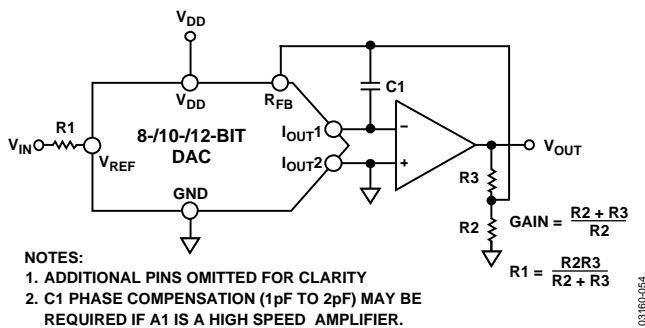 VDD
VDD
RFB
C1
VIN
R1
VREF
8-/10-/12-BIT
DAC
IOUT1
IOUT2
GND
−
+
VOUT
R3
R2
GAIN = R2 + R3
R2
R1 = R2R3
R2 + R3
NOTES:
1. ADDITIONAL PINS OMITTED FOR CLARITY
2. C1 PHASE COMPENSATION (1pF TO 2pF) MAY BE
REQUIRED IF A1 IS A HIGH SPEED AMPLIFIER.
03160-054